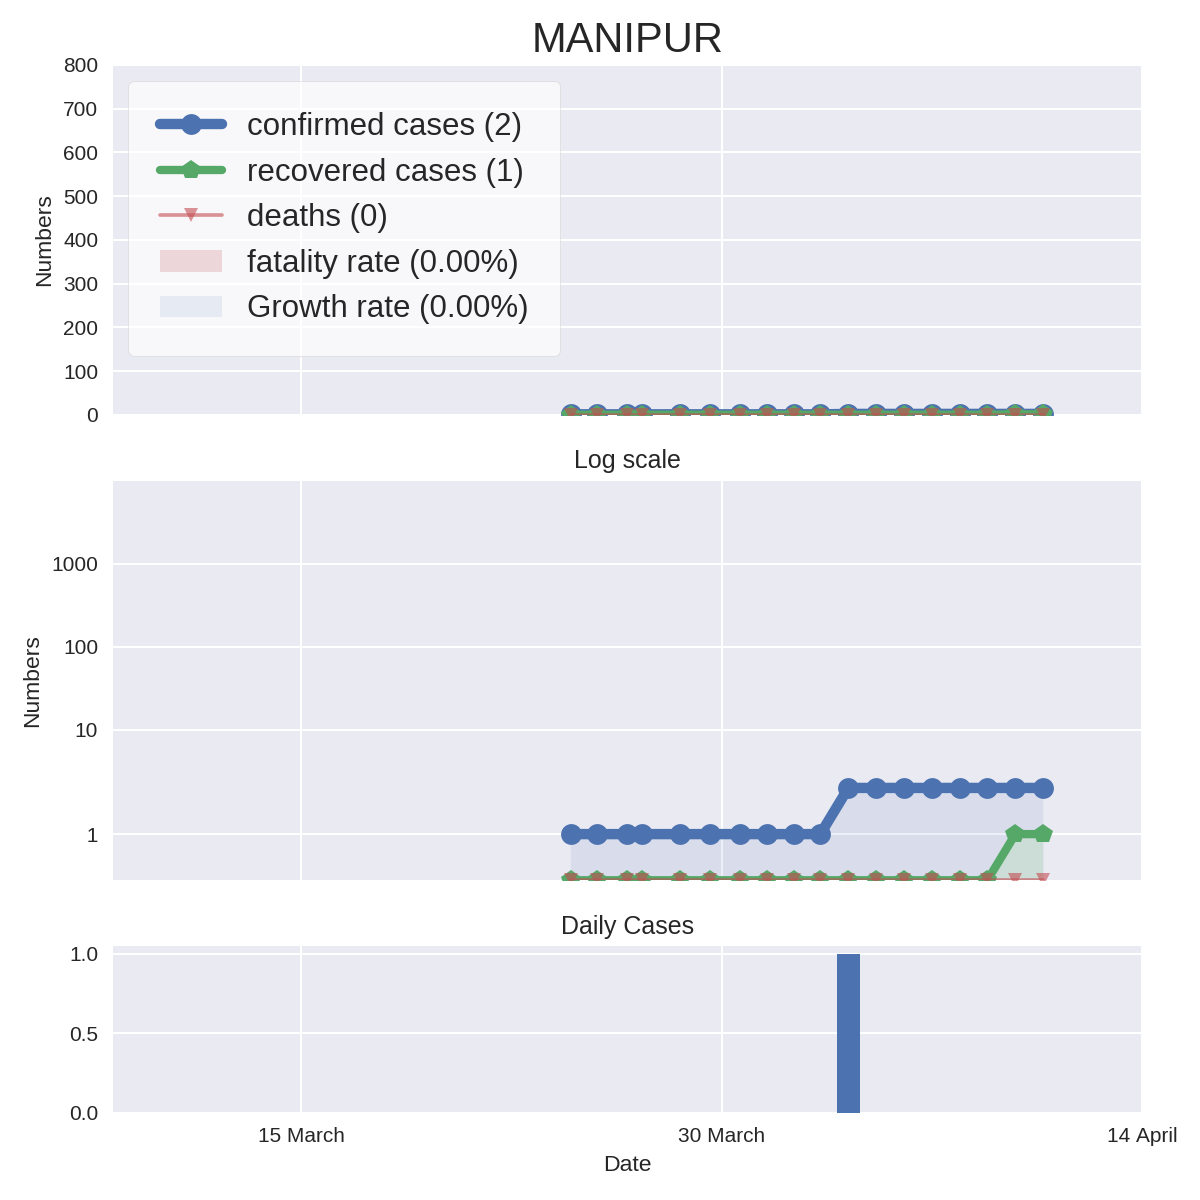 MANIPUR
800
700
600
500
400
300
200
100
0
Numbers
confirmed cases (2)
recovered cases (1)
deaths (0)
fatality rate (0.00%)
Growth rate (0.00%)
Log scale
1000
100
10
1
Numbers
Daily Cases
1.0
0.5
0.0
15 March
30 March
14 April
Date